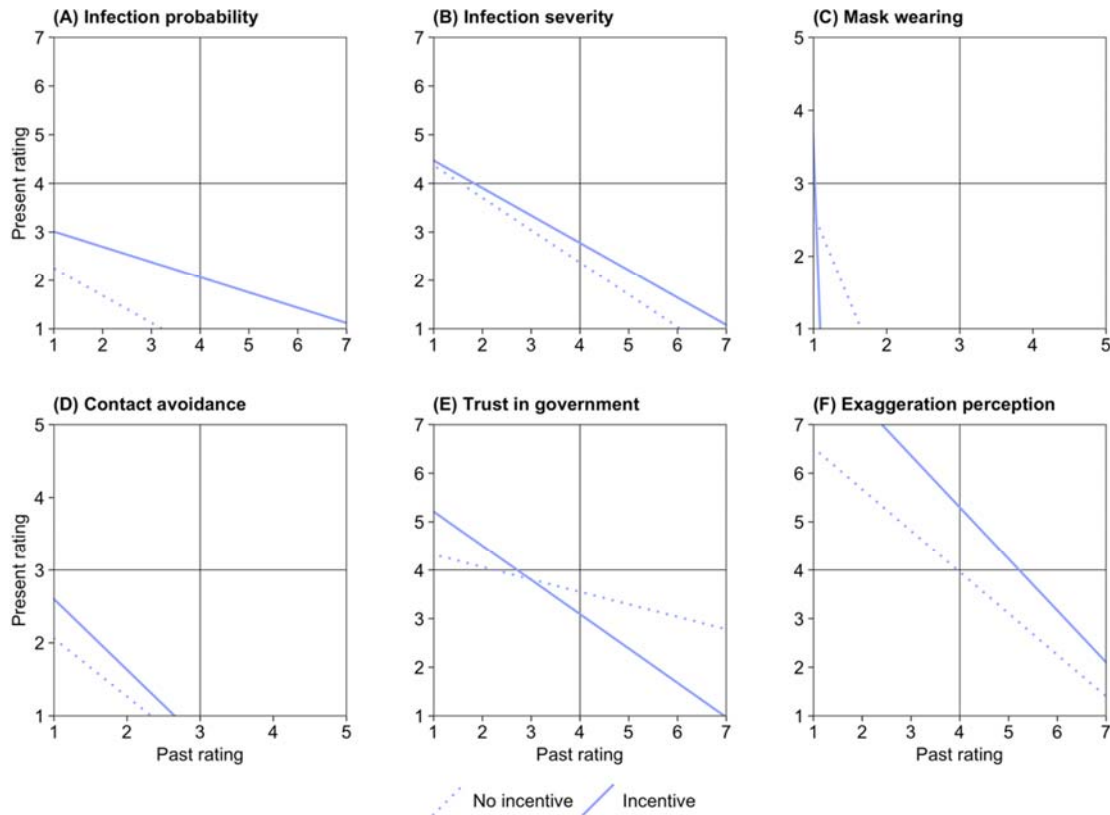 (A) Infection probability
(B) Infection severity
(C) Mask wearing
7
6
5
4
3
2
1
Present rating
1 2 3 4 5 6 7
7
6
5
4
3
2
1
1 2 3 4 5 6 7
5
4
3
2
1
1 2 3 4 5
(D) Contact avoidance
(E) Trust in government
(F) Exaggeration perception
5
4
3
2
1
Present rating
1 2 3 4 5
Past rating
7
6
5
4
3
2
1
1 2 3 4 5 6 7
Past rating
7
6
5
4
3
2
1
1 2 3 4 5 6 7
Past rating
No incentive
Incentive